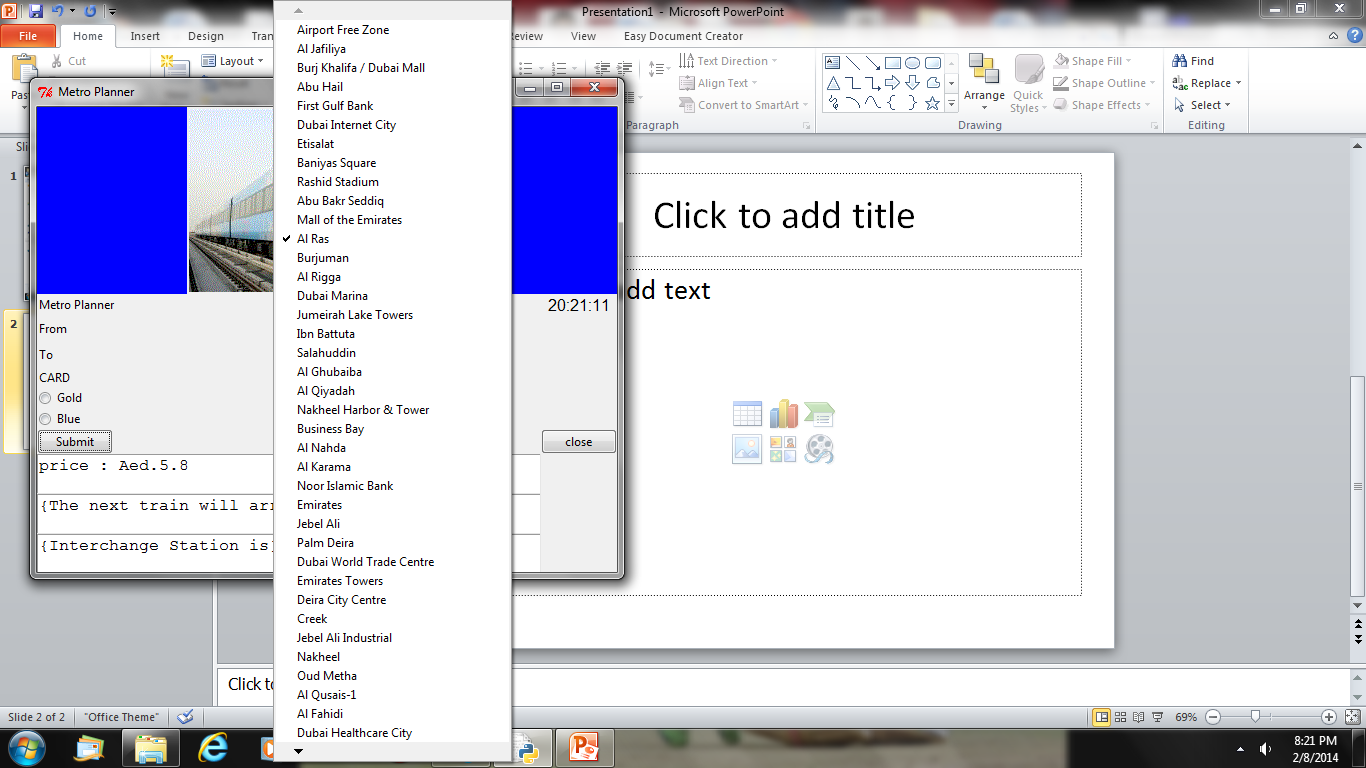 Presentation1 - Microsoft PowerPoint
File Home Insert Design Tran Review View Easy Document Creator
Cut
Layout
Text Direction
Align Text
Convert to SmartArt
Paragraph
Arrange
Quick Styles
Shape Fill
Shape Outline
Shape Effects
Drawing
Find
Replace
Select
Editing
Metro Planner
Metro Planner
20:21:11
From
To
CARD
Gold
Blue
Submit
close
price : Aed.5.8
{The next train will arr
{Interchange Station is}
Airport Free Zone
Al Jafiliya
Burj Khalifa / Dubai Mall
Abu Hail
First Gulf Bank
Dubai Internet City
Etisalat
Baniyas Square
Rashid Stadium
Abu Bakr Seddiq
Mall of the Emirates
Al Ras
Burjuman
Al Rigga
Dubai Marina
Jumeirah Lake Towers
Ibn Battuta
Salahuddin
Al Ghubaiba
Al Qiyadah
Nakheel Harbor & Tower
Business Bay
Al Nahda
Al Karama
Noor Islamic Bank
Emirates
Jebel Ali
Palm Deira
Dubai World Trade Centre
Emirates Towers
Deira City Centre
Creek
Jebel Ali Industrial
Nakheel
Oud Metha
Al Qusais-1
Al Fahidi
Dubai Healthcare City
1
2
Click to add title
dd text
Click to
Slide 2 of 2 "Office Theme" 69%
8:21 PM
2/8/2014